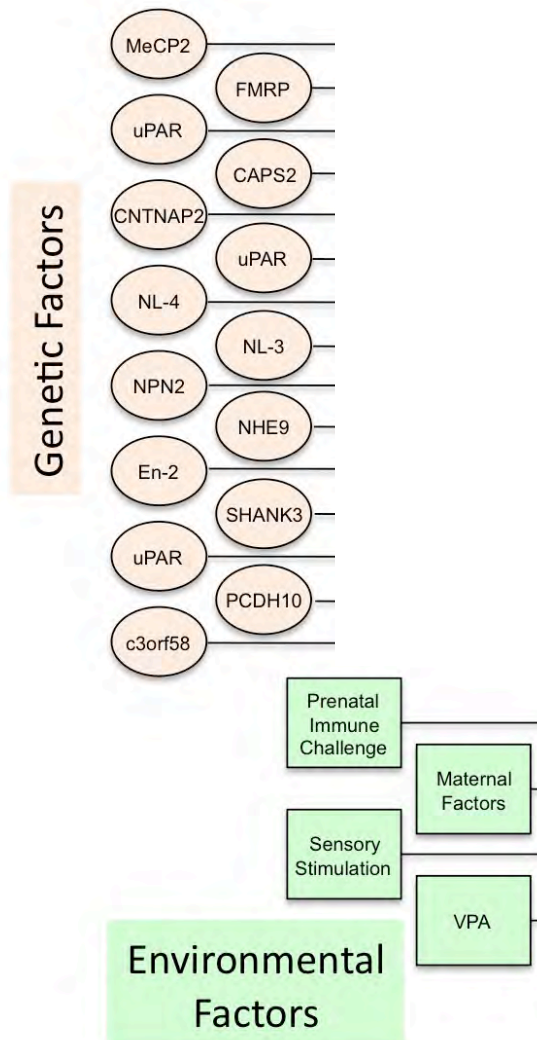 Genetic Factors
MeCP2
FMRP
uPAR
CAPS2
CNTNAP2
uPAR
NL-4
NL-3
NPN2
NHE9
En-2
SHANK3
uPAR
PCDH10
c3orf58
Prenatal
Immune
Challenge
Maternal
Factors
Sensory
Stimulation
VPA
Environmental
Factors